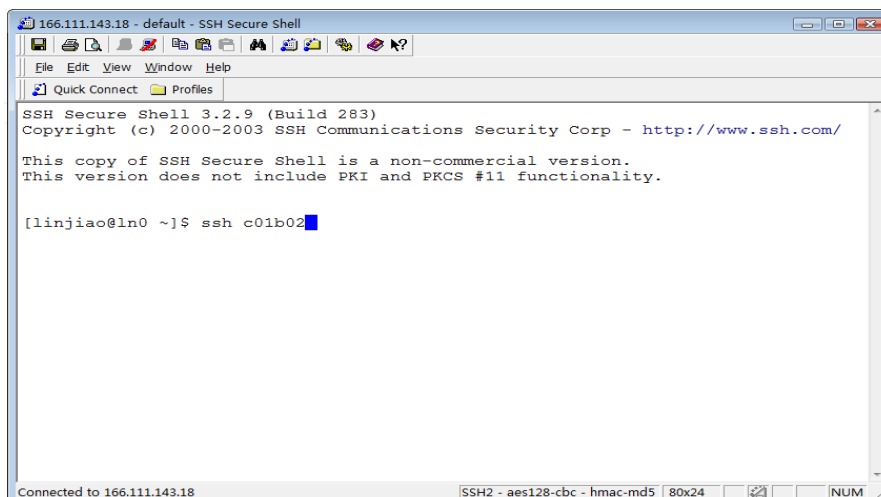 166.111.143.18 - default - SSH Secure Shell
File Edit View Window Help
Quick Connect Profiles
SSH Secure Shell 3.2.9 (Build 283)
Copyright (c) 2000-2003 SSH Communications Security Corp - http://www.ssh.com/
This copy of SSH Secure Shell is a non-commercial version.
This version does not include PKI and PKCS #11 functionality.
[linjiao@ln0 ~]$ ssh c01b02
Connected to 166.111.143.18 SSH2 - aes128-cbc - hmac-md5 80x24 NUM